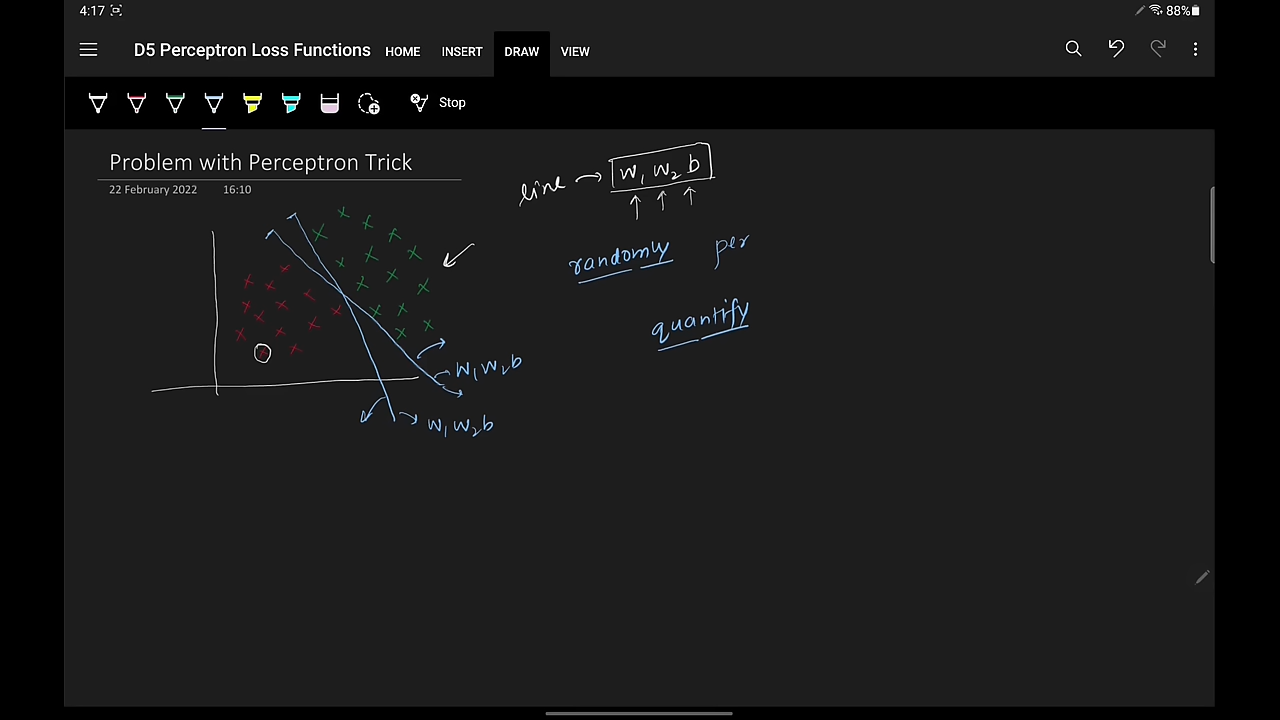 4:17 88%
D5 Perceptron Loss Functions HOME INSERT DRAW VIEW
Stop
Problem with Perceptron Trick
22 February 2022 16:10
line → w₁ w₂ b
randomly per
quantify
w₁ w₂ b
w₁ w₂ b